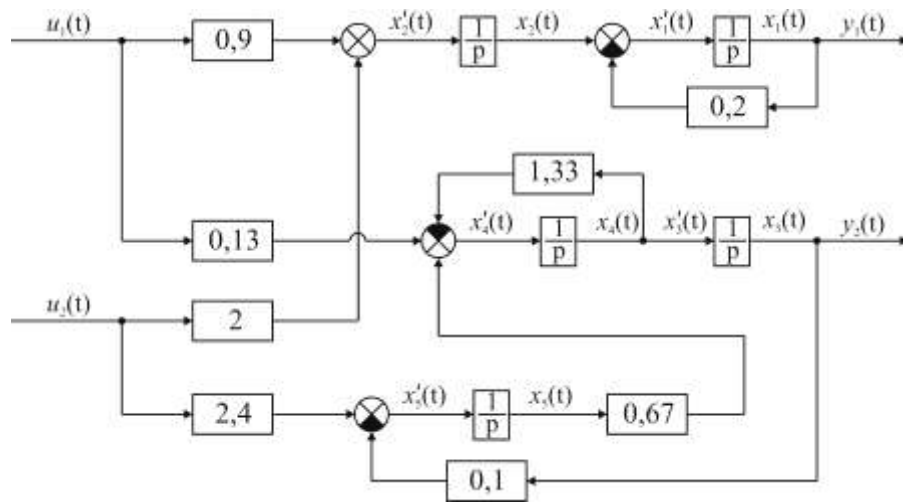 u₁(t) 0,9 x'₂(t) 1/p x₂(t) x'₁(t) 1/p x₁(t) y₁(t)
0,2
1,33
0,13 x'₄(t) 1/p x₄(t) x'₃(t) 1/p x₃(t) y₂(t)
u₂(t) 2
2,4 x'₅(t) 1/p x₅(t) 0,67
0,1